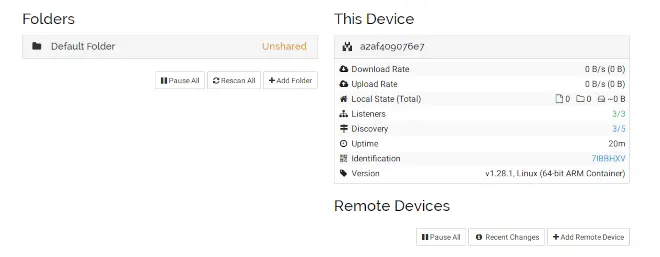 Folders
Default Folder Unshared
Pause All Rescan All Add Folder
This Device
a2af409076e7
Download Rate 0 B/s (0 B)
Upload Rate 0 B/s (0 B)
Local State (Total) 0 0 ~0 B
Listeners 3/3
Discovery 3/5
Uptime 20m
Identification 7IBBHXV
Version v1.28.1, Linux (64-bit ARM Container)
Remote Devices
Pause All Recent Changes Add Remote Device